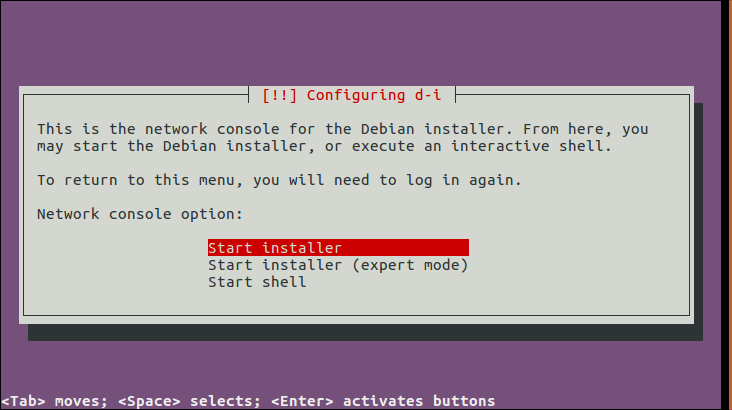 [!!] Configuring d-i
This is the network console for the Debian installer. From here, you
may start the Debian installer, or execute an interactive shell.
To return to this menu, you will need to log in again.
Network console option:
Start installer
Start installer (expert mode)
Start shell
<Tab> moves; <Space> selects; <Enter> activates buttons